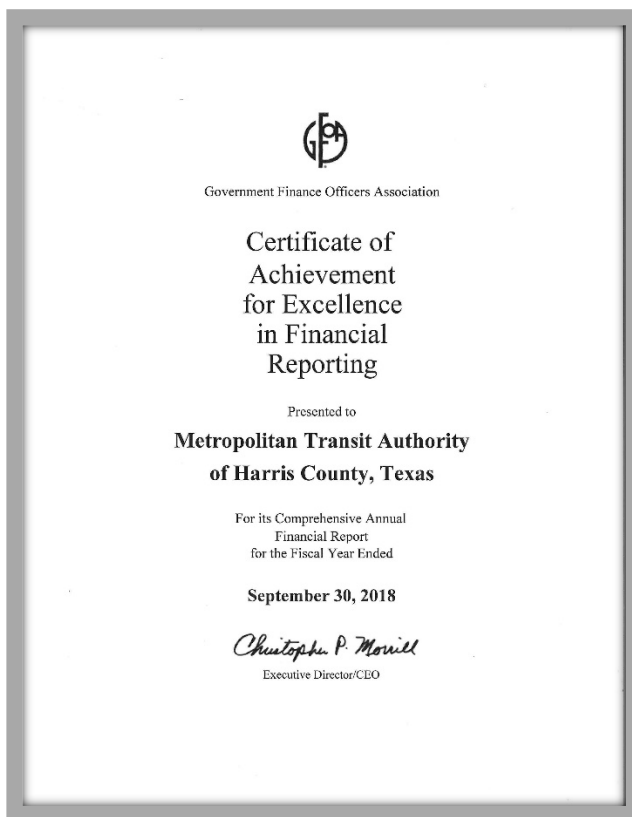 GFOA
Government Finance Officers Association
Certificate of
Achievement
for Excellence
in Financial
Reporting
Presented to
Metropolitan Transit Authority
of Harris County, Texas
For its Comprehensive Annual
Financial Report
for the Fiscal Year Ended
September 30, 2018
Christopher P. Morrill
Executive Director/CEO